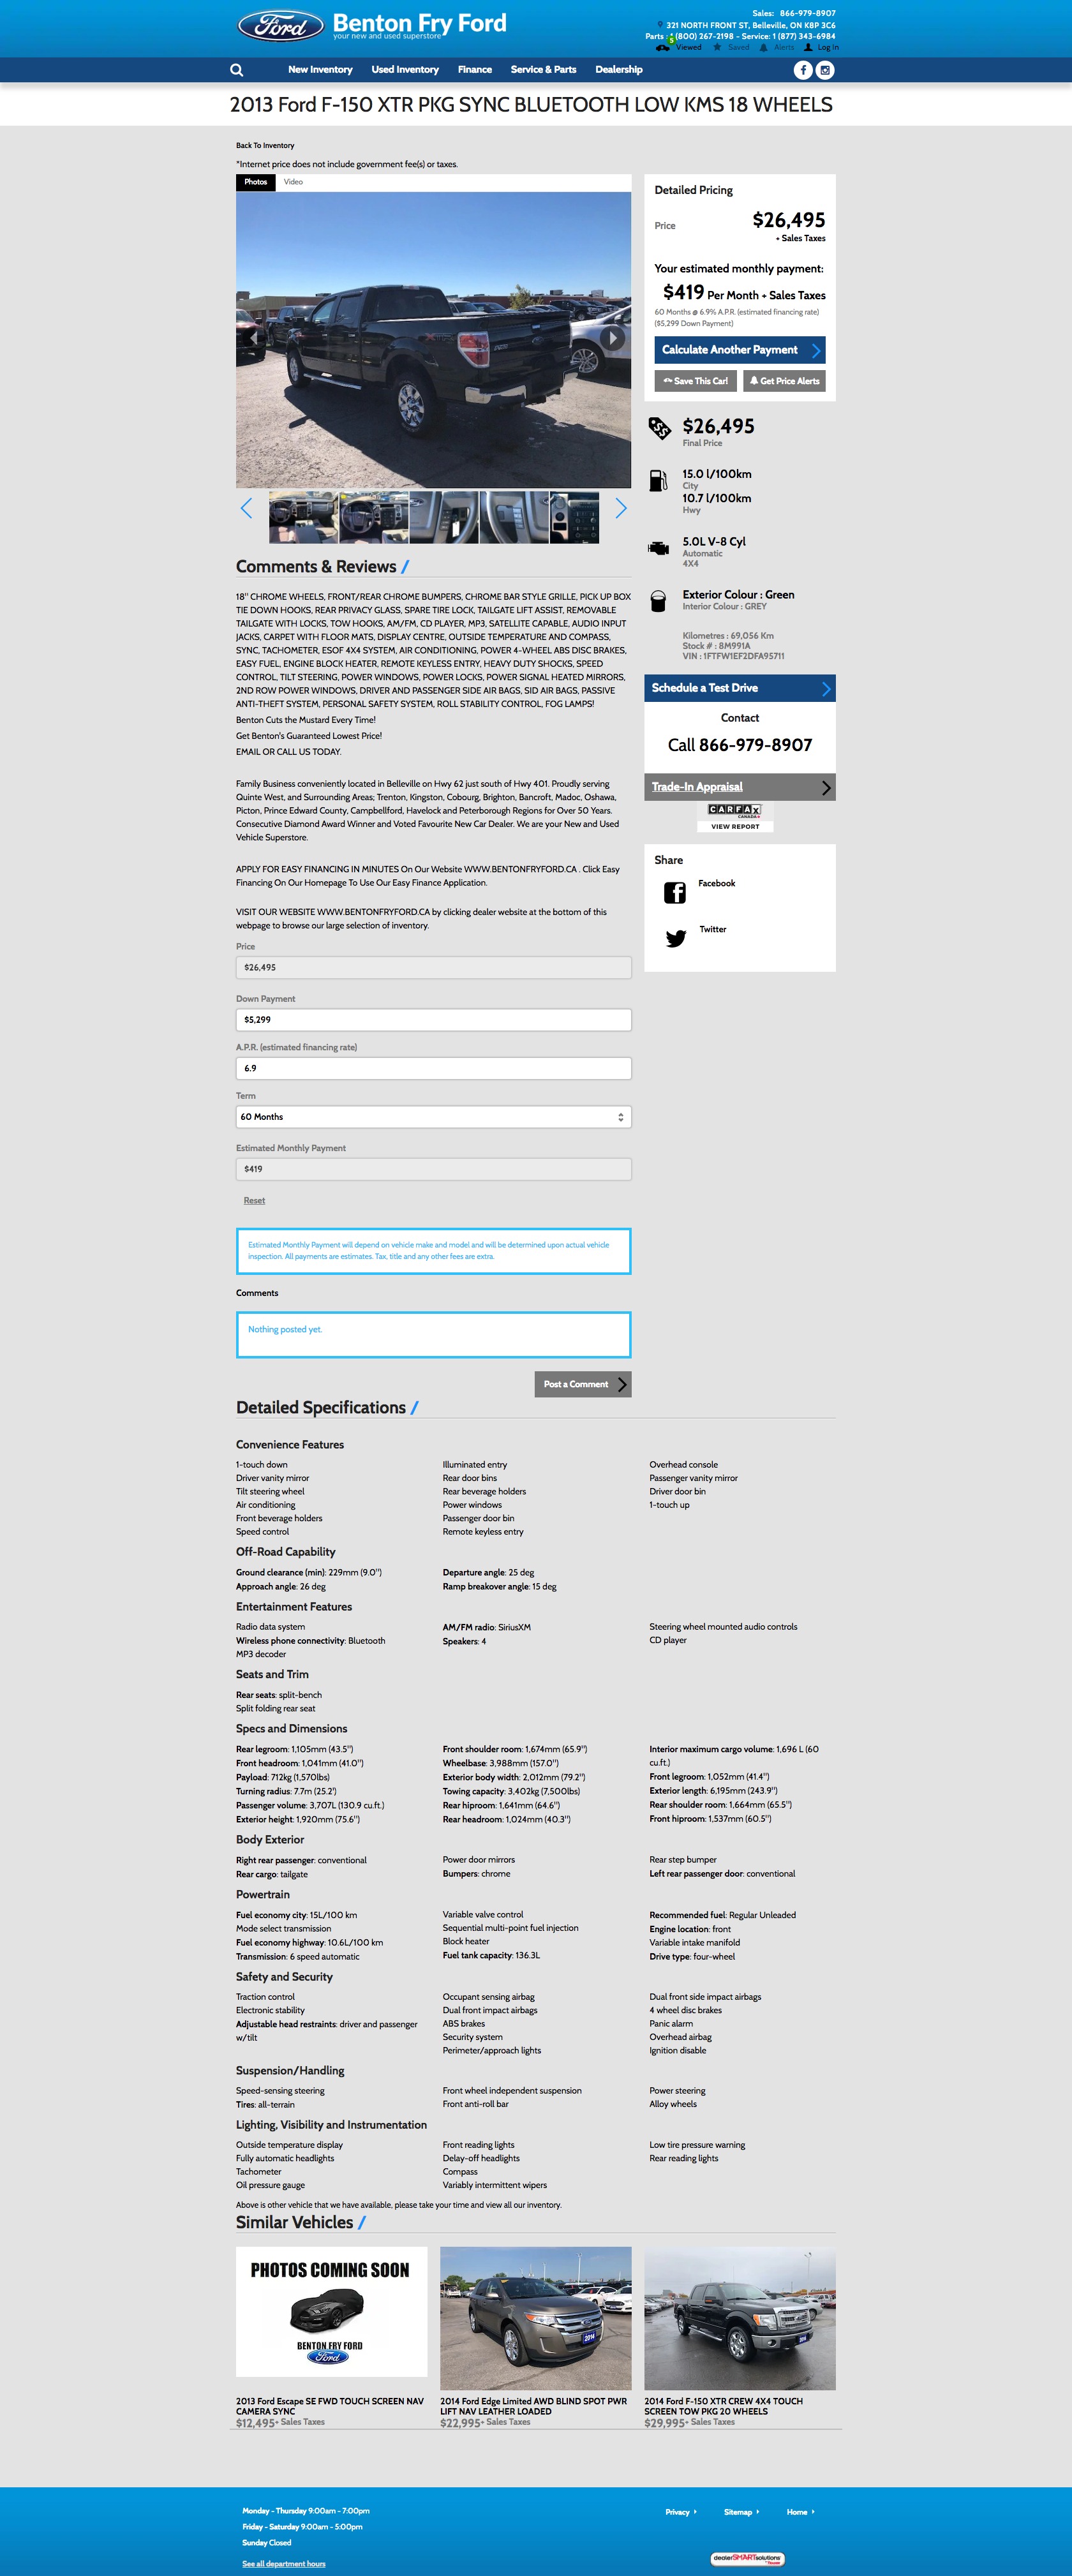 Ford
Benton Fry Ford
your new and used superstore
Sales: 866-979-8907
321 NORTH FRONT ST, Belleville, ON K8P 3C6
Parts : (800) 267-2198 - Service: 1 (877) 343-6984
5
Viewed Saved Alerts Log In
New Inventory Used Inventory Finance Service & Parts Dealership
2013 Ford F-150 XTR PKG SYNC BLUETOOTH LOW KMS 18 WHEELS
Back To Inventory
*Internet price does not include government fee(s) or taxes.
Photos Video
Detailed Pricing
Price $26,495
+ Sales Taxes
Your estimated monthly payment:
$419 Per Month + Sales Taxes
60 Months @ 6.9% A.P.R. (estimated financing rate)
($5,299 Down Payment)
Calculate Another Payment
Save This Car! Get Price Alerts
$26,495
Final Price
15.0 l/100km
City
10.7 l/100km
Hwy
5.0L V-8 Cyl
Automatic
4X4
Exterior Colour : Green
Interior Colour : GREY
Kilometres : 69,056 Km
Stock # : 8M991A
VIN : 1FTFW1EF2DFA95711
Schedule a Test Drive
Contact
Call 866-979-8907
Trade-In Appraisal
CARFAX
CANADA
VIEW REPORT
Share
Facebook
Twitter
Comments & Reviews /
18" CHROME WHEELS, FRONT/REAR CHROME BUMPERS, CHROME BAR STYLE GRILLE, PICK UP BOX
TIE DOWN HOOKS, REAR PRIVACY GLASS, SPARE TIRE LOCK, TAILGATE LIFT ASSIST, REMOVABLE
TAILGATE WITH LOCKS, TOW HOOKS, AM/FM, CD PLAYER, MP3, SATELLITE CAPABLE, AUDIO INPUT
JACKS, CARPET WITH FLOOR MATS, DISPLAY CENTRE, OUTSIDE TEMPERATURE AND COMPASS,
SYNC, TACHOMETER, ESOF 4X4 SYSTEM, AIR CONDITIONING, POWER 4-WHEEL ABS DISC BRAKES,
EASY FUEL, ENGINE BLOCK HEATER, REMOTE KEYLESS ENTRY, HEAVY DUTY SHOCKS, SPEED
CONTROL, TILT STEERING, POWER WINDOWS, POWER LOCKS, POWER SIGNAL HEATED MIRRORS,
2ND ROW POWER WINDOWS, DRIVER AND PASSENGER SIDE AIR BAGS, SID AIR BAGS, PASSIVE
ANTI-THEFT SYSTEM, PERSONAL SAFETY SYSTEM, ROLL STABILITY CONTROL, FOG LAMPS!
Benton Cuts the Mustard Every Time!
Get Benton's Guaranteed Lowest Price!
EMAIL OR CALL US TODAY.
Family Business conveniently located in Belleville on Hwy 62 just south of Hwy 401. Proudly serving
Quinte West, and Surrounding Areas; Trenton, Kingston, Cobourg, Brighton, Bancroft, Madoc, Oshawa,
Picton, Prince Edward County, Campbellford, Havelock and Peterborough Regions for Over 50 Years.
Consecutive Diamond Award Winner and Voted Favourite New Car Dealer. We are your New and Used
Vehicle Superstore.
APPLY FOR EASY FINANCING IN MINUTES On Our Website WWW.BENTONFRYFORD.CA . Click Easy
Financing On Our Homepage To Use Our Easy Finance Application.
VISIT OUR WEBSITE WWW.BENTONFRYFORD.CA by clicking dealer website at the bottom of this
webpage to browse our large selection of inventory.
Price
$26,495
Down Payment
$5,299
A.P.R. (estimated financing rate)
6.9
Term
60 Months
Estimated Monthly Payment
$419
Reset
Estimated Monthly Payment will depend on vehicle make and model and will be determined upon actual vehicle
inspection. All payments are estimates. Tax, title and any other fees are extra.
Comments
Nothing posted yet.
Post a Comment
Detailed Specifications /
Convenience Features
1-touch down Illuminated entry Overhead console
Driver vanity mirror Rear door bins Passenger vanity mirror
Tilt steering wheel Rear beverage holders Driver door bin
Air conditioning Power windows 1-touch up
Front beverage holders Passenger door bin
Speed control Remote keyless entry
Off-Road Capability
Ground clearance (min): 229mm (9.0") Departure angle: 25 deg
Approach angle: 26 deg Ramp breakover angle: 15 deg
Entertainment Features
Radio data system AM/FM radio: SiriusXM Steering wheel mounted audio controls
Wireless phone connectivity: Bluetooth Speakers: 4 CD player
MP3 decoder
Seats and Trim
Rear seats: split-bench
Split folding rear seat
Specs and Dimensions
Rear legroom: 1,105mm (43.5") Front shoulder room: 1,674mm (65.9") Interior maximum cargo volume: 1,696 L (60
cu.ft.)
Front headroom: 1,041mm (41.0") Wheelbase: 3,988mm (157.0")
Payload: 712kg (1,570lbs) Exterior body width: 2,012mm (79.2") Front legroom: 1,052mm (41.4")
Turning radius: 7.7m (25.2') Towing capacity: 3,402kg (7,500lbs) Exterior length: 6,195mm (243.9")
Passenger volume: 3,707L (130.9 cu.ft.) Rear hiproom: 1,641mm (64.6") Rear shoulder room: 1,664mm (65.5")
Exterior height: 1,920mm (75.6") Rear headroom: 1,024mm (40.3") Front hiproom: 1,537mm (60.5")
Body Exterior
Right rear passenger: conventional Power door mirrors Rear step bumper
Rear cargo: tailgate Bumpers: chrome Left rear passenger door: conventional
Powertrain
Fuel economy city: 15L/100 km Variable valve control Recommended fuel: Regular Unleaded
Mode select transmission Sequential multi-point fuel injection Engine location: front
Fuel economy highway: 10.6L/100 km Block heater Variable intake manifold
Transmission: 6 speed automatic Fuel tank capacity: 136.3L Drive type: four-wheel
Safety and Security
Traction control Occupant sensing airbag Dual front side impact airbags
Electronic stability Dual front impact airbags 4 wheel disc brakes
Adjustable head restraints: driver and passenger ABS brakes Panic alarm
w/tilt Security system Overhead airbag
Perimeter/approach lights Ignition disable
Suspension/Handling
Speed-sensing steering Front wheel independent suspension Power steering
Tires: all-terrain Front anti-roll bar Alloy wheels
Lighting, Visibility and Instrumentation
Outside temperature display Front reading lights Low tire pressure warning
Fully automatic headlights Delay-off headlights Rear reading lights
Tachometer Compass
Oil pressure gauge Variably intermittent wipers
Above is other vehicle that we have available, please take your time and view all our inventory.
Similar Vehicles /
PHOTOS COMING SOON
BENTON FRY FORD
Ford
2014
2013 Ford Escape SE FWD TOUCH SCREEN NAV
CAMERA SYNC
$12,495+ Sales Taxes
2014 Ford Edge Limited AWD BLIND SPOT PWR
LIFT NAV LEATHER LOADED
$22,995+ Sales Taxes
2014 Ford F-150 XTR CREW 4X4 TOUCH
SCREEN TOW PKG 20 WHEELS
$29,995+ Sales Taxes
Monday - Thursday 9:00am - 7:00pm
Friday - Saturday 9:00am - 5:00pm
Sunday Closed
See all department hours
Privacy Sitemap Home
dealerSMARTsolutions